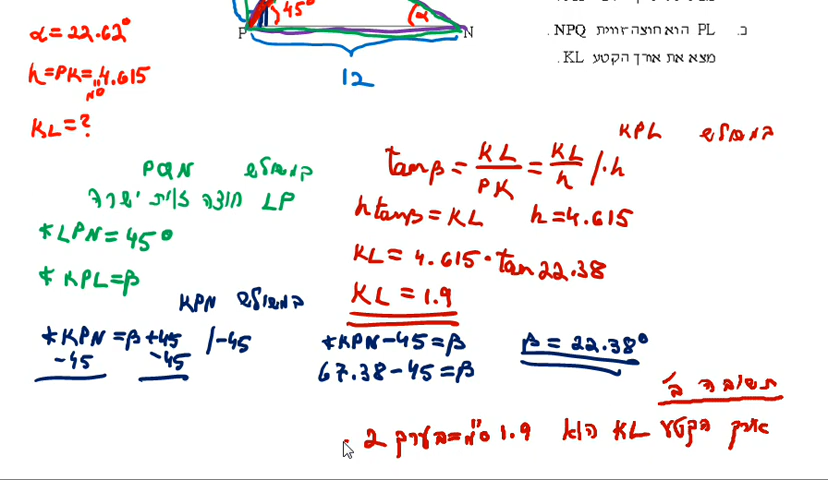 45° α
P N
12
ב. PL הוא חוצה זווית NPQ.
מצא את אורך הקטע KL.
α=22.62°
h=PK=4.615 ס"מ
KL=?
במשולש PQN
LP חוצה זווית ישרה
*∢LPN=45°
*∢KPL=β
במשולש KPN
*∢KPN=β+45 /-45
-45 -45
במשולש KPL
tanβ = KL/PK = KL/h /·h
h tanβ = KL h=4.615
KL = 4.615 · tan 22.38
KL = 1.9
*∢KPN-45=β
67.38-45=β
β = 22.38°
תשובה ב'
אורך הקטע KL הוא 1.9 ס"מ=בערך 2.